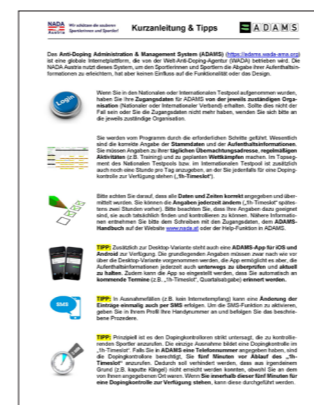 NADA Wir schützen die sauberen
Sportlerinnen und Sportler!
Kurzanleitung & Tipps
ADAMS
Das Anti-Doping Administration & Management System (ADAMS) (https://adams.wada-ama.org)
ist eine globale Internetplattform, die von der Welt-Anti-Doping-Agentur (WADA) betrieben wird. Die
NADA Austria nutzt dieses System, um den Sportlerinnen und Sportlern die Abgabe ihrer Aufenthaltsin-
formationen zu erleichtern, hat aber keinen Einfluss auf die Funktionalität oder das Design.
Login
Wenn Sie in den Nationalen oder Internationalen Testpool aufgenommen wurden,
haben Sie Ihre Zugangsdaten für ADAMS von der jeweils zuständigen Orga-
nisation (Nationaler oder Internationaler Verband) erhalten. Sollte dies nicht der
Fall sein oder Sie die Zugangsdaten nicht mehr haben, wenden Sie sich bitte an
die jeweils zuständige Organisation.
Sie werden vom Programm durch die erforderlichen Schritte geführt. Wesentlich
sind die korrekte Angabe der Stammdaten und der Aufenthaltsinformationen.
Sie müssen Angaben zu Ihrer täglichen Übernachtungsadresse, regelmäßigen
Aktivitäten (z.B. Training) und zu geplanten Wettkämpfen machen. Im Topseg-
ment des Nationalen Testpools bzw. im Internationalen Testpool ist zusätzlich
auch noch eine Stunde pro Tag anzugeben, an der Sie jedenfalls für eine Doping-
kontrolle zur Verfügung stehen („1h-Timeslot“).
Bitte achten Sie darauf, dass alle Daten und Zeiten korrekt angegeben und über-
mittelt wurden. Sie können die Angaben jederzeit ändern („1h-Timeslot“ spätes-
tens zwei Stunden vorher). Bitte beachten Sie, dass Ihre Angaben dazu geeignet
sind, sie auch tatsächlich finden und kontrollieren zu können. Nähere Informatio-
nen entnehmen Sie bitte dem Schreiben mit den Zugangsdaten, dem ADAMS-
Handbuch auf der Website www.nada.at oder der Help-Funktion in ADAMS.
TIPP: Zusätzlich zur Desktop-Variante steht auch eine ADAMS-App für iOS und
Android zur Verfügung. Die grundlegenden Angaben müssen zwar nach wie vor
über die Desktop-Variante vorgenommen werden, die App ermöglicht es aber, die
Aufenthaltsinformationen jederzeit auch unterwegs zu überprüfen und aktuell
zu halten. Zudem kann die App so eingestellt werden, dass Sie automatisch an
kommende Termine (z.B. „1h-Timeslot“, Quartalsabgabe) erinnert werden.
SMS
TIPP: In Ausnahmefällen (z.B. kein Internetempfang) kann eine Änderung der
Einträge einmalig auch per SMS erfolgen. Um die SMS-Funktion zu aktivieren,
geben Sie in Ihrem Profil Ihre Handynummer an und befolgen Sie das beschrie-
bene Prozedere.
TIPP: Prinzipiell ist es den Dopingkontrolloren strikt untersagt, die zu kontrollie-
renden Sportler anzurufen. Die einzige Ausnahme bildet eine Dopingkontrolle im
„1h-Timeslot“. Falls Sie in ADAMS eine Telefonnummer angegeben haben, sind
die Dopingkontrollore berechtigt, Sie fünf Minuten vor Ablauf des „1h-
Timeslot“ anzurufen. Dadurch soll verhindert werden, dass aus irgendeinem
Grund (z.B. kaputte Klingel) nicht erreicht werden konnten, obwohl Sie an dem
von Ihnen angegebenen Ort waren. Wenn Sie innerhalb dieser fünf Minuten für
eine Dopingkontrolle zur Verfügung stehen, kann diese durchgeführt werden.